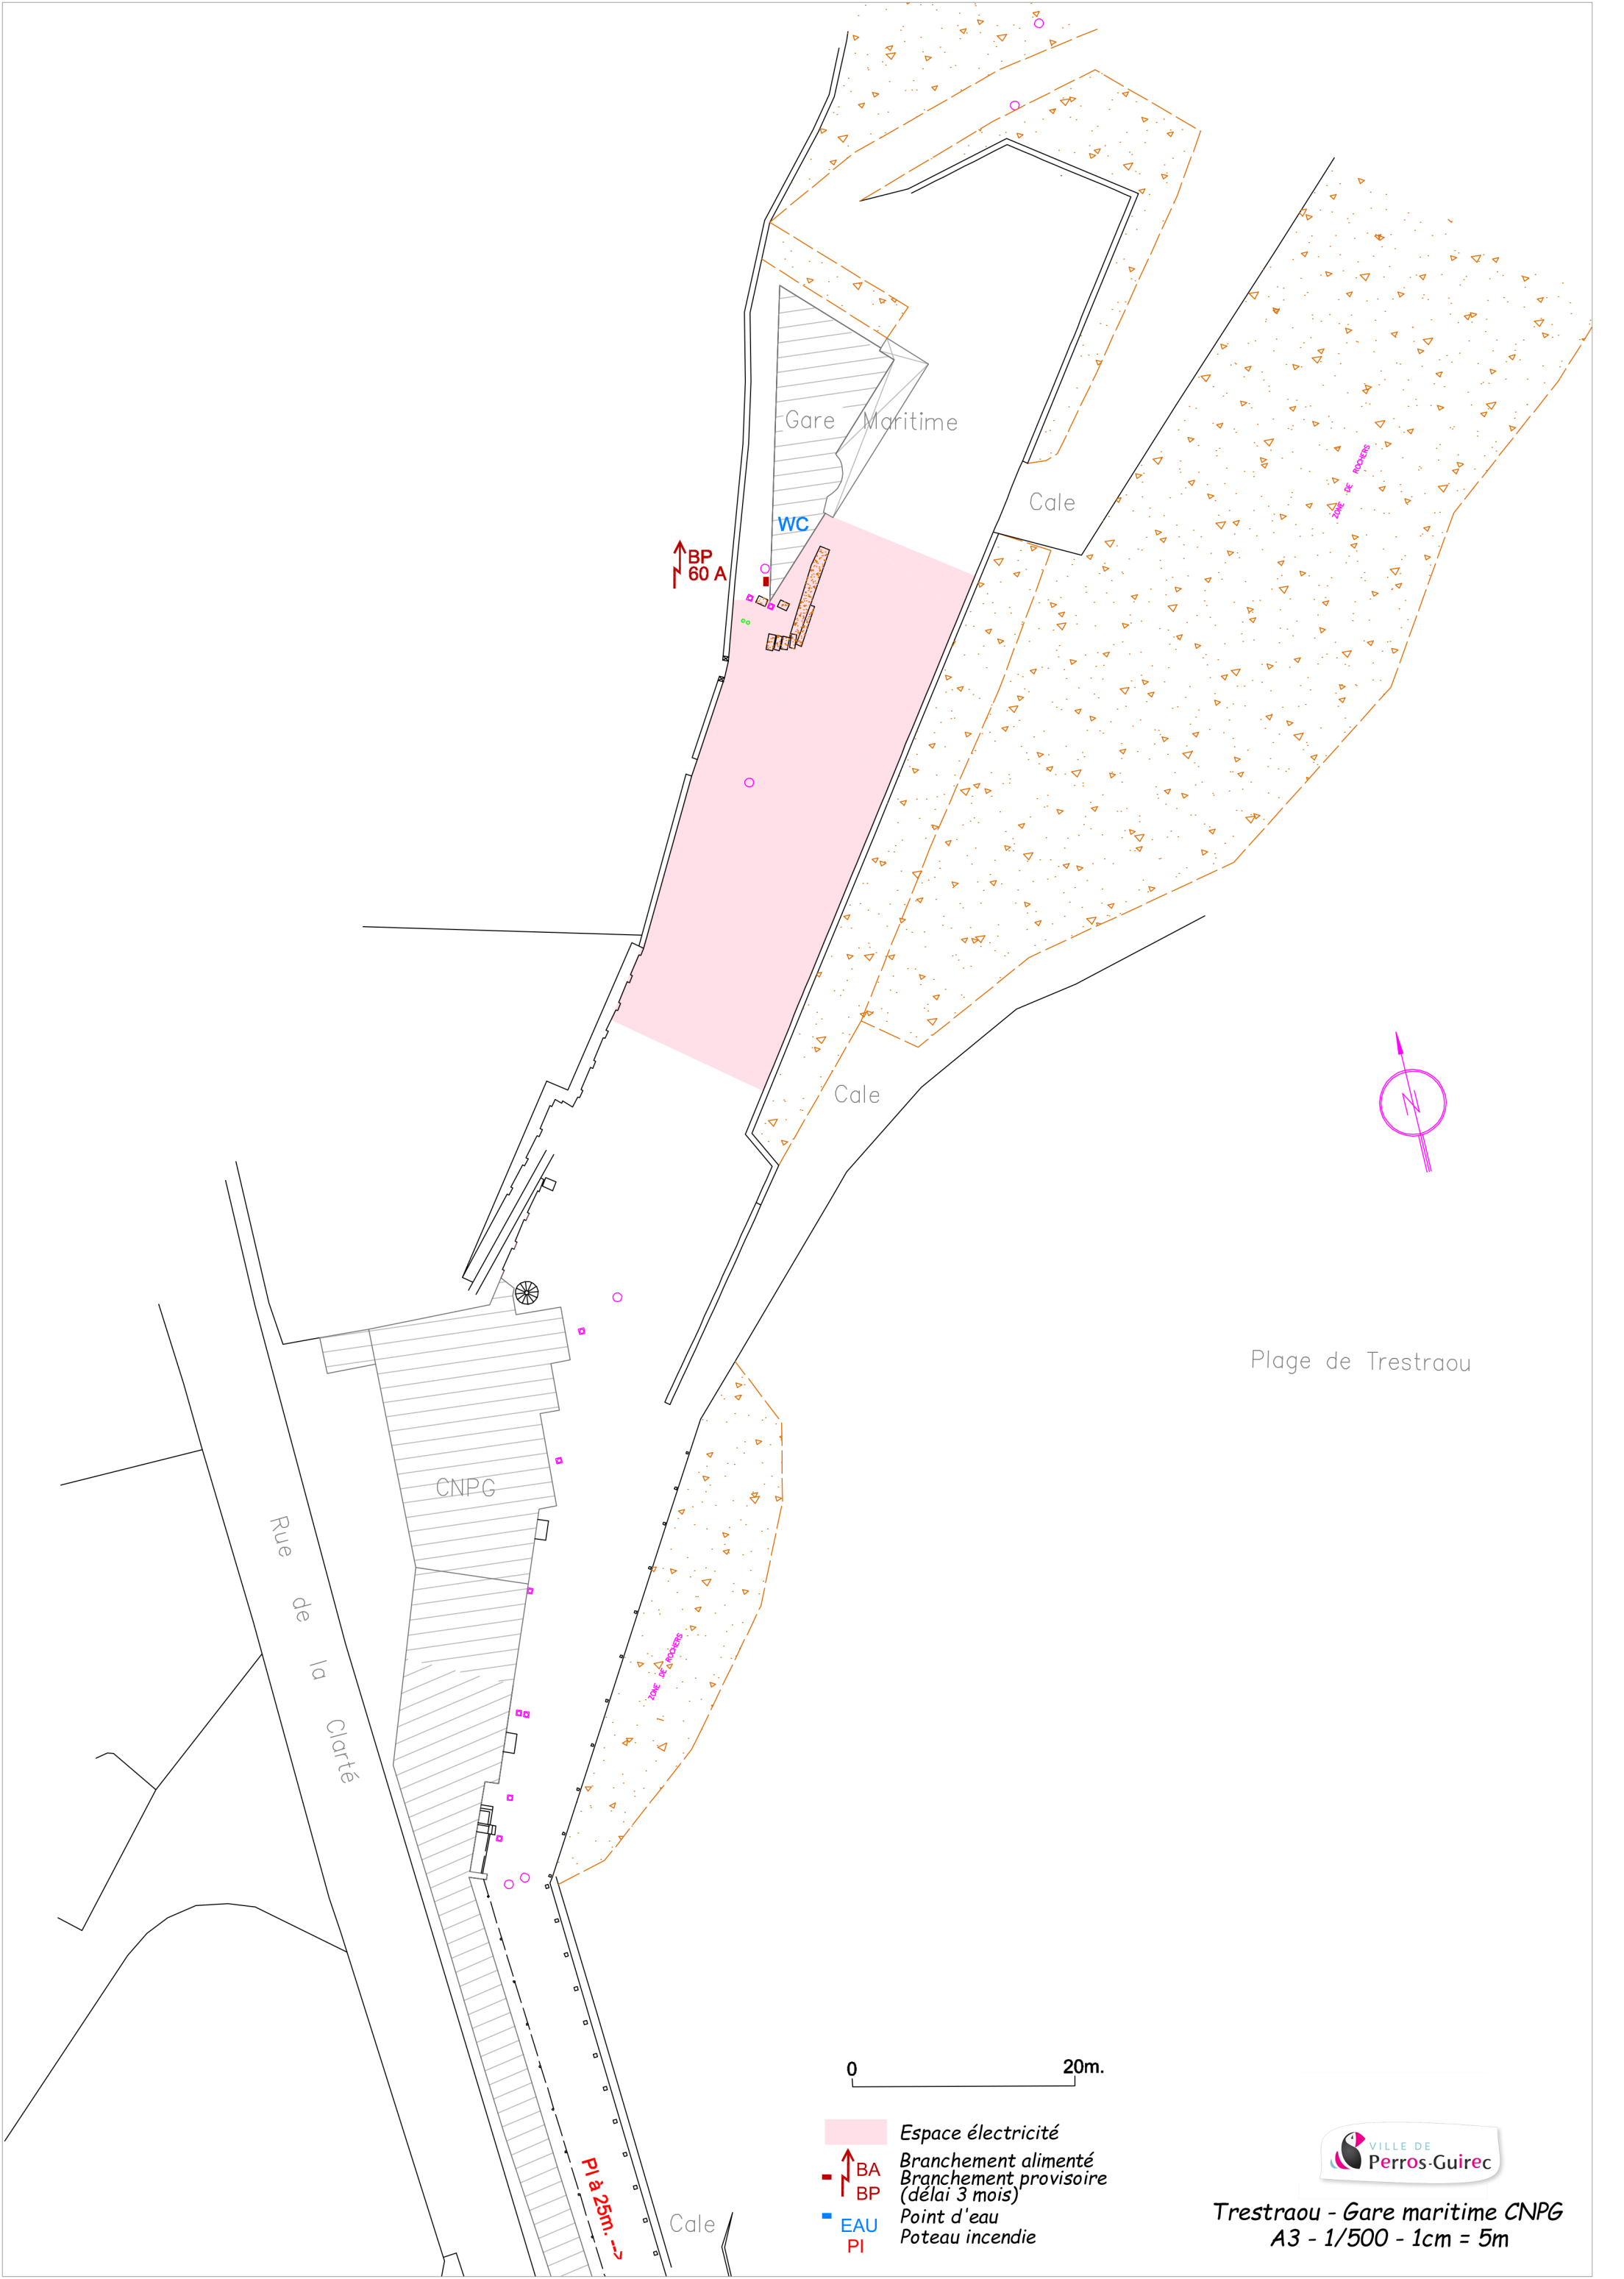 Gare Maritime
ZONE DE ROCHERS
Cale
WC
BP
60 A
Cale
N
Plage de Trestraou
CNPG
Rue de la Clarté
ZONE DE ROCHERS
0 20m.
Espace électricité
BA Branchement alimenté
Branchement provisoire
BP (délai 3 mois)
Point d'eau
EAU
Poteau incendie
PI
PI à 25m. -->
Cale
VILLE DE
Perros-Guirec
Trestraou - Gare maritime CNPG
A3 - 1/500 - 1cm = 5m